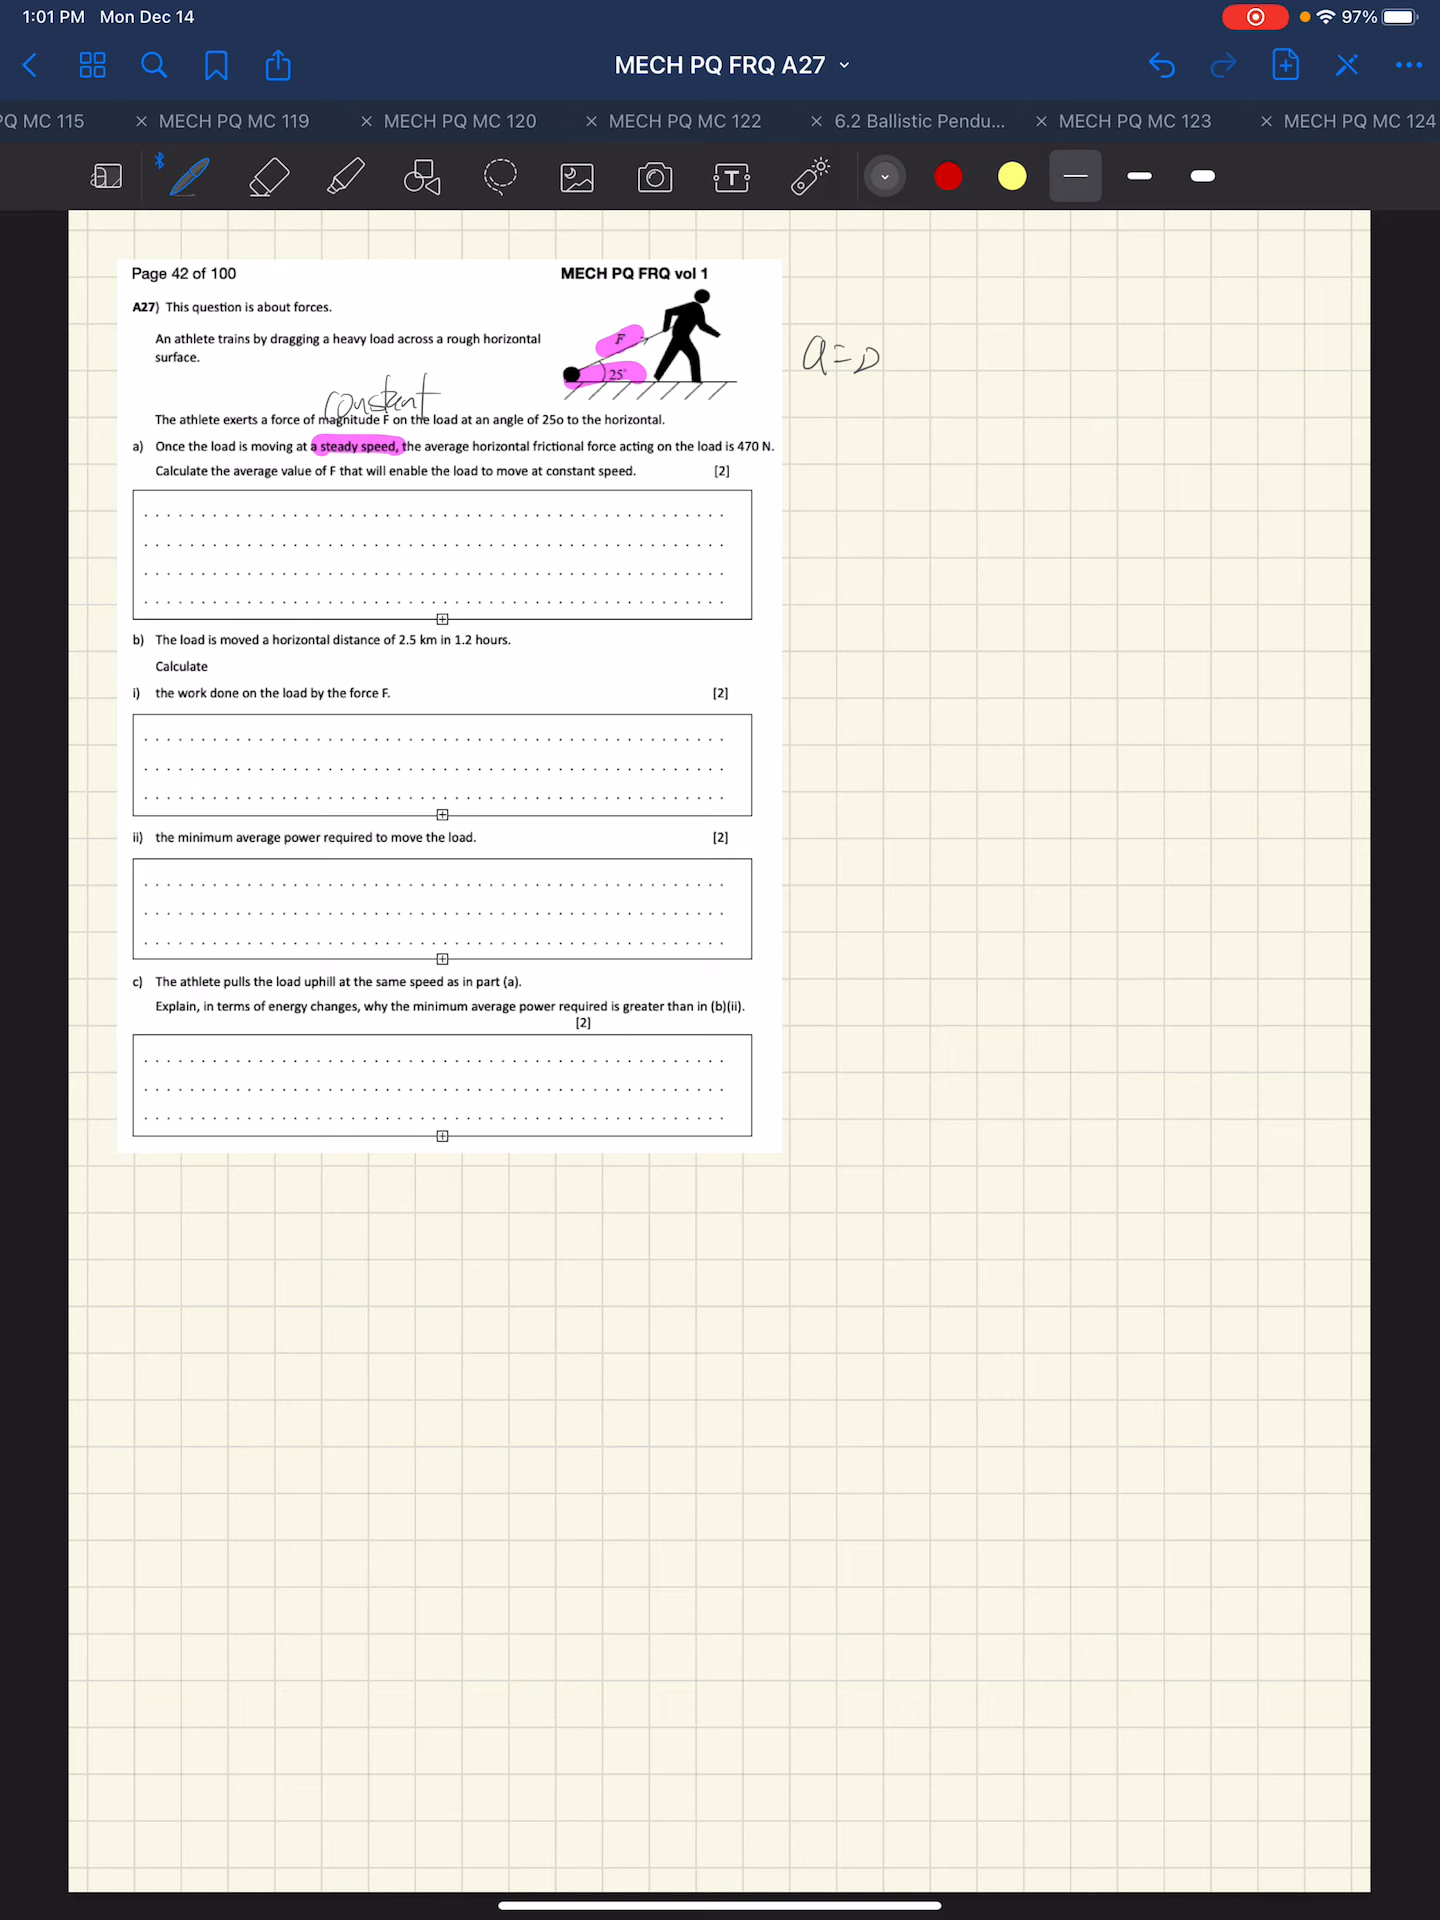 1:01 PM Mon Dec 14
97%
MECH PQ FRQ A27
PQ MC 115
MECH PQ MC 119
MECH PQ MC 120
MECH PQ MC 122
6.2 Ballistic Pendu...
MECH PQ MC 123
MECH PQ MC 124
Page 42 of 100
MECH PQ FRQ vol 1
A27) This question is about forces.
An athlete trains by dragging a heavy load across a rough horizontal
surface.
F
25°
a=0
constant
The athlete exerts a force of magnitude F on the load at an angle of 25o to the horizontal.
a) Once the load is moving at a steady speed, the average horizontal frictional force acting on the load is 470 N.
Calculate the average value of F that will enable the load to move at constant speed. [2]
b) The load is moved a horizontal distance of 2.5 km in 1.2 hours.
Calculate
i) the work done on the load by the force F. [2]
ii) the minimum average power required to move the load. [2]
c) The athlete pulls the load uphill at the same speed as in part (a).
Explain, in terms of energy changes, why the minimum average power required is greater than in (b)(ii).
[2]